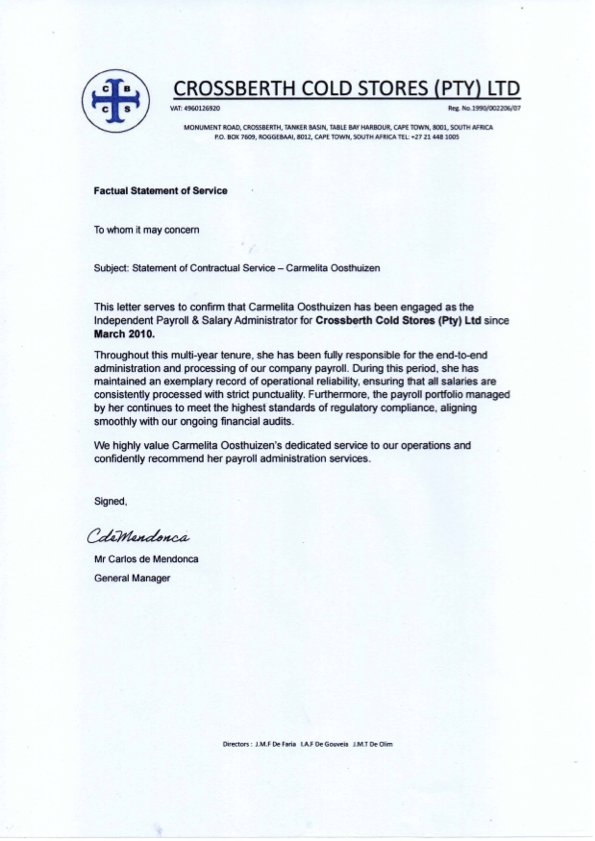 C B
C S
CROSSBERTH COLD STORES (PTY) LTD
VAT: 4960126920 Reg. No.1990/002206/07
MONUMENT ROAD, CROSSBERTH, TANKER BASIN, TABLE BAY HARBOUR, CAPE TOWN, 8001, SOUTH AFRICA
P.O. BOX 7609, ROGGEBAAI, 8012, CAPE TOWN, SOUTH AFRICA TEL: +27 21 448 1005
Factual Statement of Service
To whom it may concern
Subject: Statement of Contractual Service – Carmelita Oosthuizen
This letter serves to confirm that Carmelita Oosthuizen has been engaged as the
Independent Payroll & Salary Administrator for Crossberth Cold Stores (Pty) Ltd since
March 2010.
Throughout this multi-year tenure, she has been fully responsible for the end-to-end
administration and processing of our company payroll. During this period, she has
maintained an exemplary record of operational reliability, ensuring that all salaries are
consistently processed with strict punctuality. Furthermore, the payroll portfolio managed
by her continues to meet the highest standards of regulatory compliance, aligning
smoothly with our ongoing financial audits.
We highly value Carmelita Oosthuizen's dedicated service to our operations and
confidently recommend her payroll administration services.
Signed,
CdeMendonca
Mr Carlos de Mendonca
General Manager
Directors : J.M.F De Faria I.A.F De Gouveia J.M.T De Olim